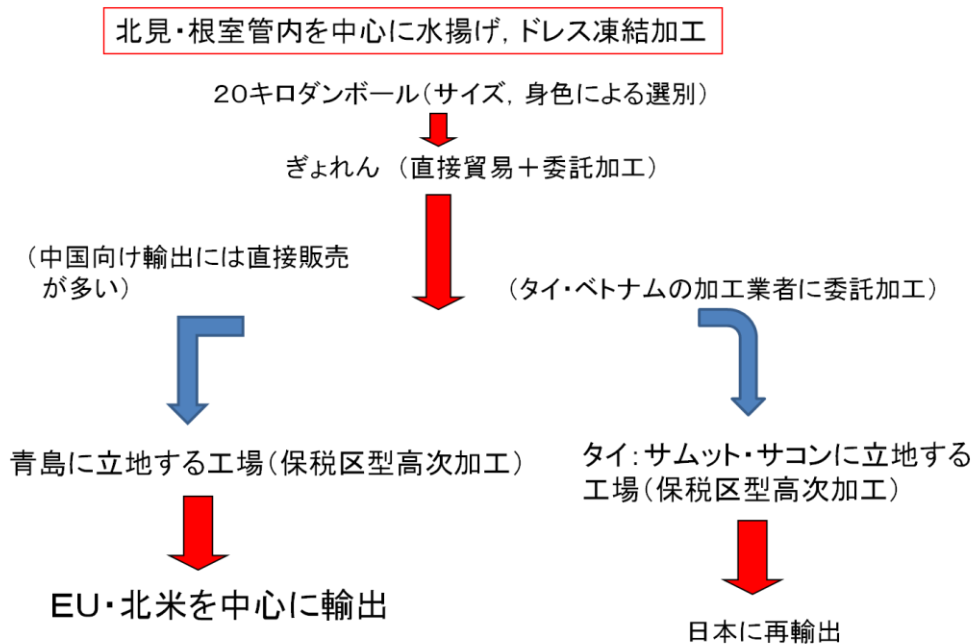 北見・根室管内を中心に水揚げ，ドレス凍結加工
２０キロダンボール（サイズ，身色による選別）
ぎょれん （直接貿易＋委託加工）
（中国向け輸出には直接販売
が多い）
（タイ・ベトナムの加工業者に委託加工）
青島に立地する工場（保税区型高次加工）
タイ：サムット・サコンに立地する
工場（保税区型高次加工）
ＥＵ・北米を中心に輸出
日本に再輸出